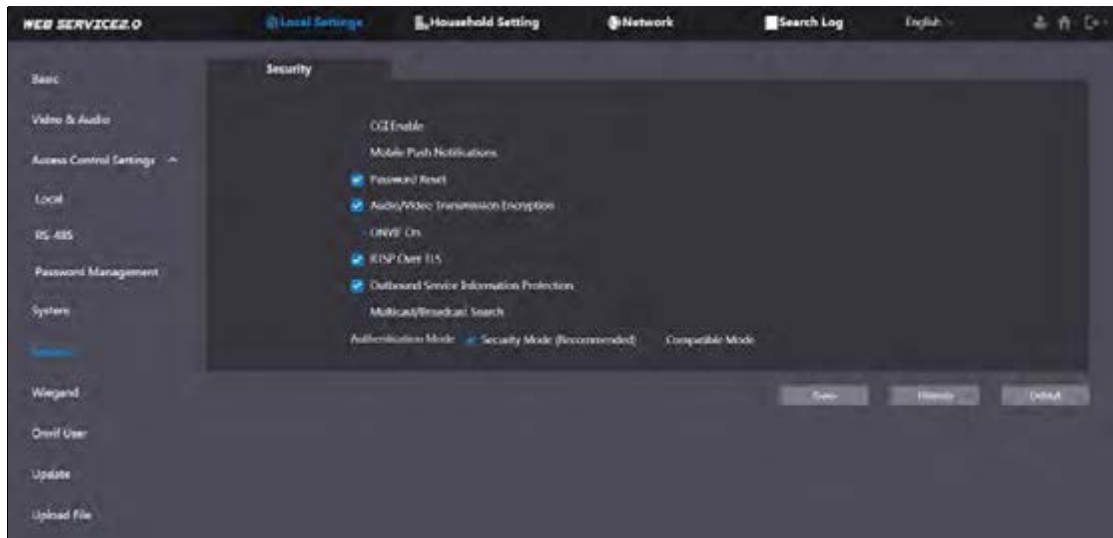 WEB SERVICE2.0 Local Settings Household Setting Network Search Log English
Security
Basic
Video & Audio
Access Control Settings
Local
RS-485
Password Management
System
Wiegand
Onvif User
Update
Upload File
CGI Enable
Mobile Push Notifications
Password Reset
Audio/Video Transmission Encryption
ONVIF On
RTSP Over TLS
Outbound Service Information Protection
Multicast/Broadcast Search
Authentication Mode Security Mode (Recommended) Compatible Mode
Save Default